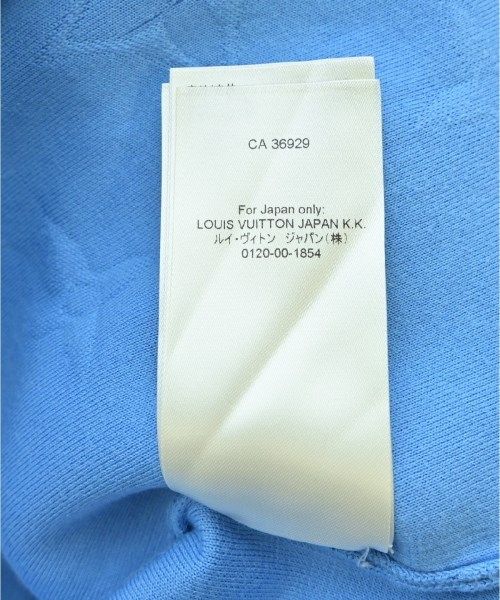 CA 36929
For Japan only:
LOUIS VUITTON JAPAN K.K.
ルイ・ヴィトン ジャパン(株)
0120-00-1854